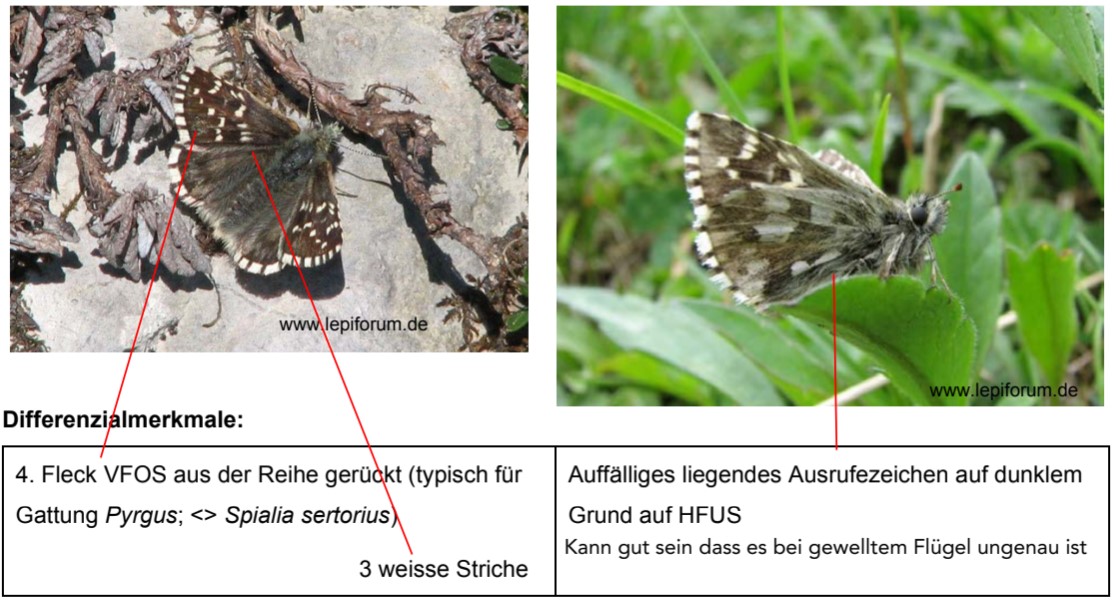 www.lepiforum.de
www.lepiforum.de
Differenzialmerkmale:
4. Fleck VFOS aus der Reihe gerückt (typisch für
Gattung Pyrgus; <> Spialia sertorius)
3 weisse Striche
Auffälliges liegendes Ausrufezeichen auf dunklem
Grund auf HFUS
Kann gut sein dass es bei gewelltem Flügel ungenau ist